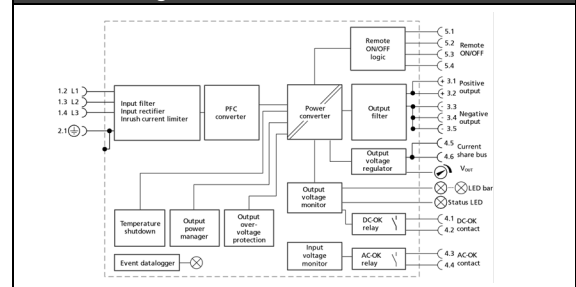 Remote
ON/OFF
logic
5.1
5.2
5.3
5.4
Remote
ON/OFF
1.2 L1
1.3 L2
1.4 L3
2.1
Input filter
Input rectifier
Inrush current limiter
PFC
converter
Power
converter
Output
filter
+ 3.1
+ 3.2
Positive
output
- 3.3
- 3.4
- 3.5
Negative
output
Output
voltage
regulator
4.5
4.6
Current
share bus
VOUT
Output
voltage
monitor
LED bar
Status LED
Temperature
shutdown
Output
power
manager
Output
over-
voltage
protection
DC-OK
relay
4.1
4.2
DC-OK
contact
Event datalogger
Input
voltage
monitor
AC-OK
relay
4.3
4.4
AC-OK
contact